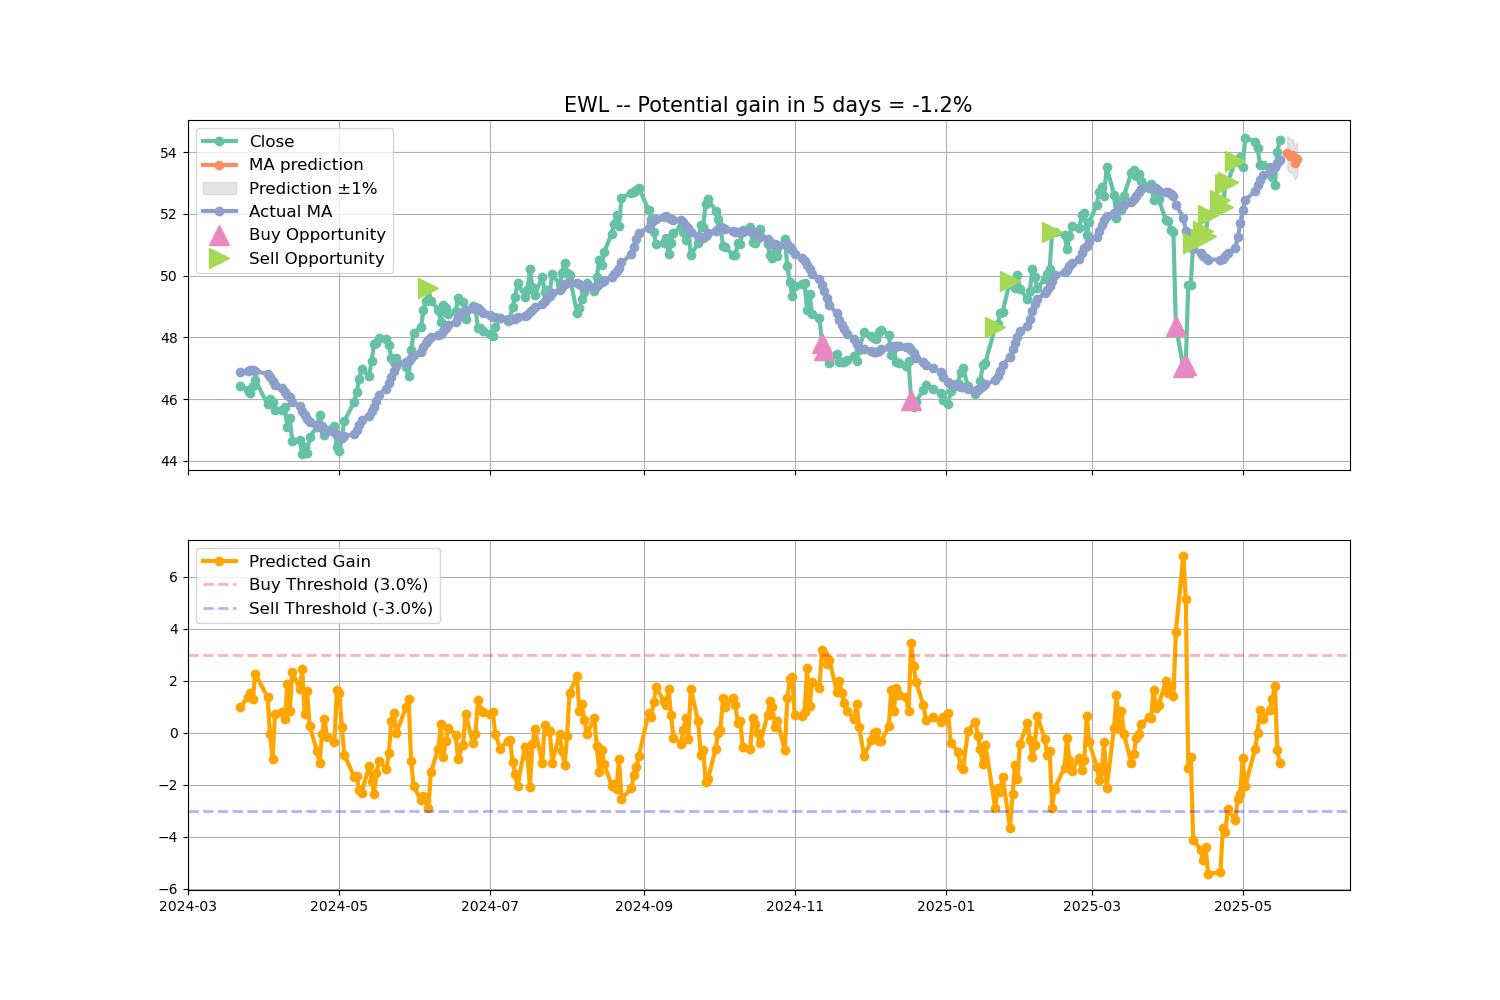 EWL -- Potential gain in 5 days = -1.2%
Close
MA prediction
Prediction ±1%
Actual MA
Buy Opportunity
Sell Opportunity
54
52
50
48
46
44
Predicted Gain
Buy Threshold (3.0%)
Sell Threshold (-3.0%)
6
4
2
0
−2
−4
−6
2024-03 2024-05 2024-07 2024-09 2024-11 2025-01 2025-03 2025-05